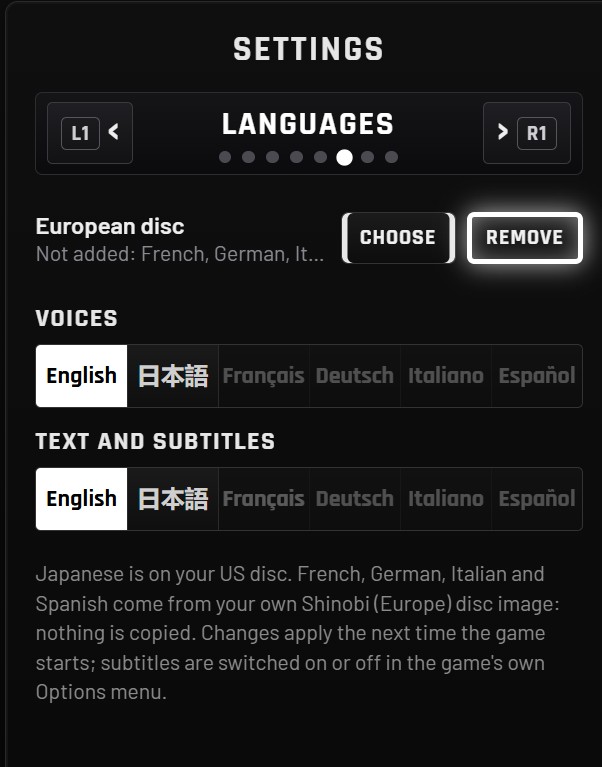 SETTINGS
L1 <
LANGUAGES
> R1
European disc
Not added: French, German, It...
CHOOSE
REMOVE
VOICES
English 日本語 Français Deutsch Italiano Español
TEXT AND SUBTITLES
English 日本語 Français Deutsch Italiano Español
Japanese is on your US disc. French, German, Italian and
Spanish come from your own Shinobi (Europe) disc image:
nothing is copied. Changes apply the next time the game
starts; subtitles are switched on or off in the game's own
Options menu.